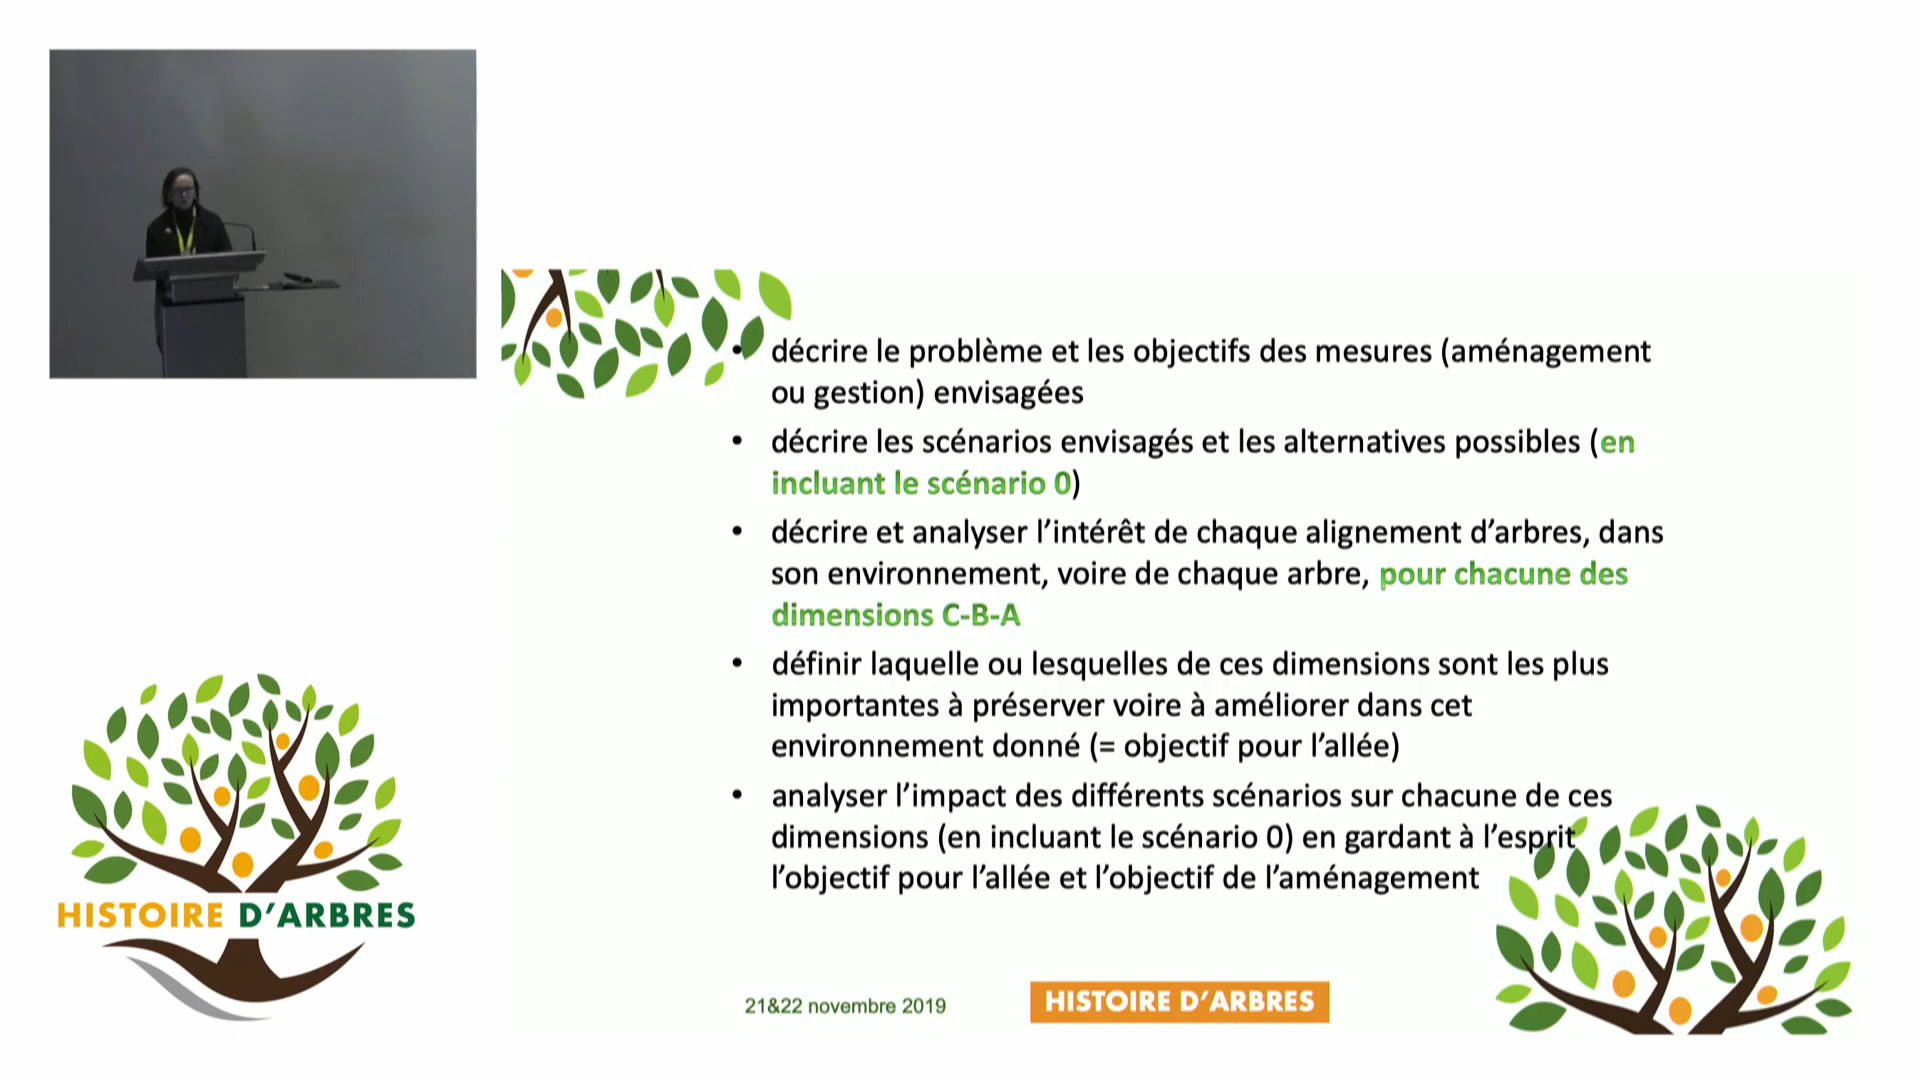 • décrire le problème et les objectifs des mesures (aménagement
ou gestion) envisagées
• décrire les scénarios envisagés et les alternatives possibles (en
incluant le scénario 0)
• décrire et analyser l’intérêt de chaque alignement d’arbres, dans
son environnement, voire de chaque arbre, pour chacune des
dimensions C-B-A
• définir laquelle ou lesquelles de ces dimensions sont les plus
importantes à préserver voire à améliorer dans cet
environnement donné (= objectif pour l’allée)
• analyser l’impact des différents scénarios sur chacune de ces
dimensions (en incluant le scénario 0) en gardant à l’esprit
l’objectif pour l’allée et l’objectif de l’aménagement
HISTOIRE D’ARBRES
21&22 novembre 2019
HISTOIRE D’ARBRES